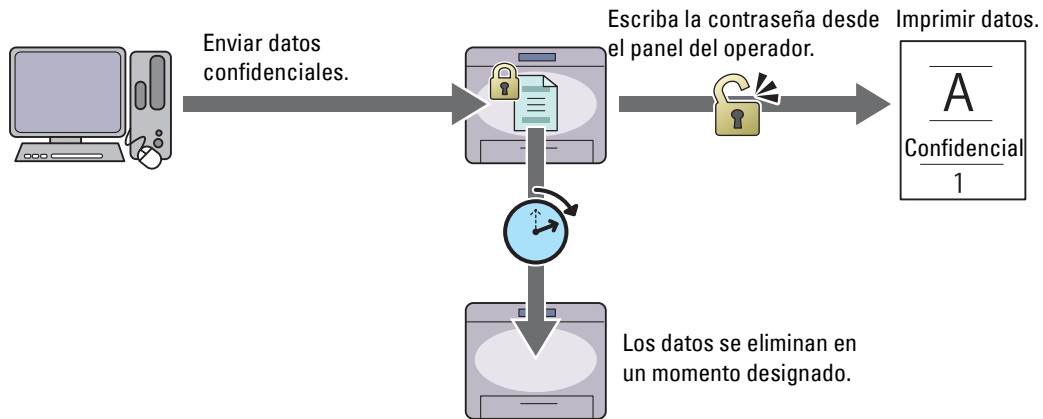 Enviar datos
confidenciales.
Escriba la contraseña desde
el panel del operador.
Imprimir datos.
A
Confidencial
1
Los datos se eliminan en
un momento designado.